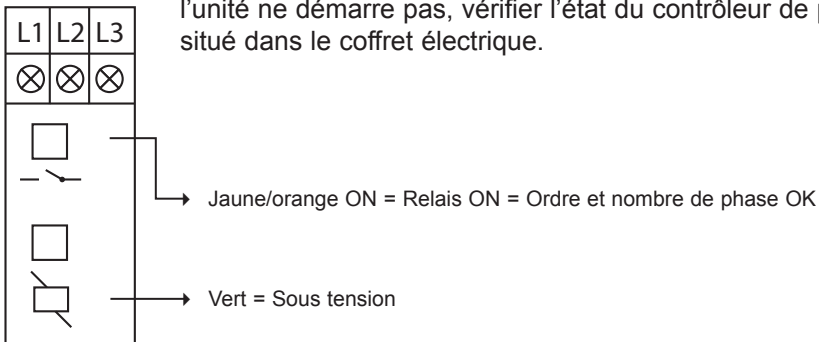 l'unité ne démarre pas, vérifier l'état du contrôleur de
situé dans le coffret électrique.
L1 L2 L3
Jaune/orange ON = Relais ON = Ordre et nombre de phase OK
Vert = Sous tension